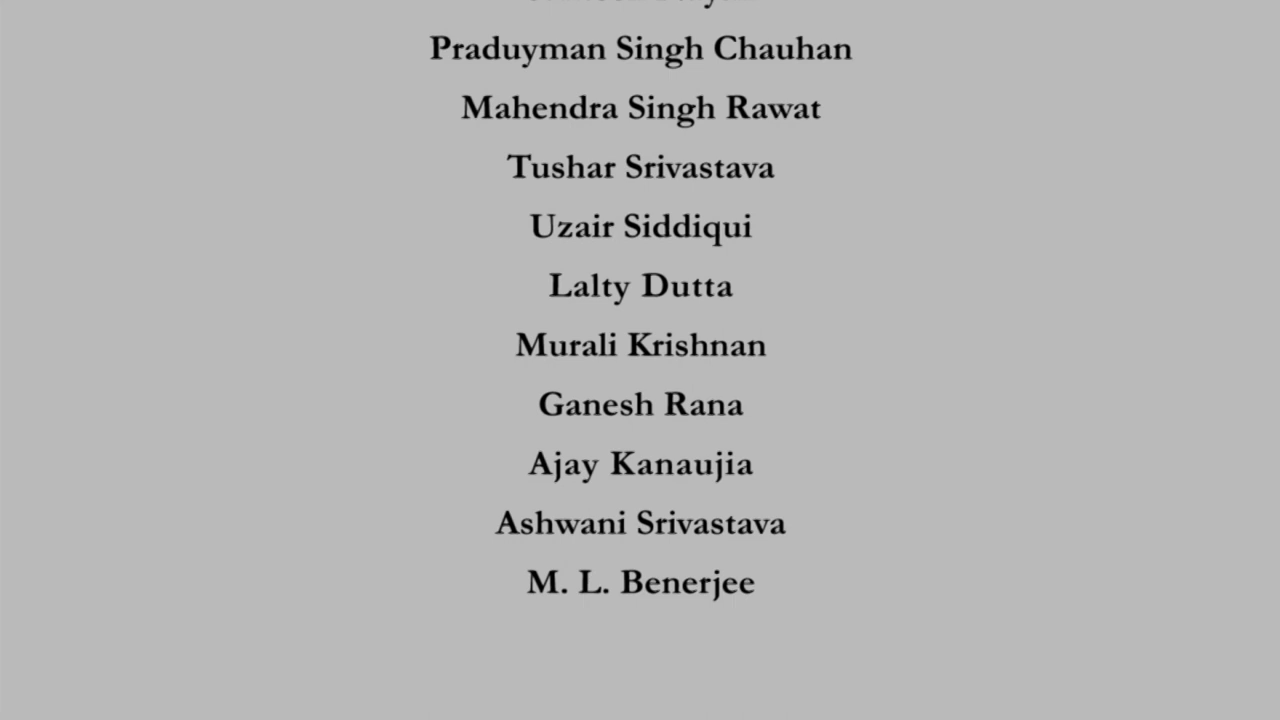 Praduyman Singh Chauhan
Mahendra Singh Rawat
Tushar Srivastava
Uzair Siddiqui
Lalty Dutta
Murali Krishnan
Ganesh Rana
Ajay Kanaujia
Ashwani Srivastava
M. L. Benerjee